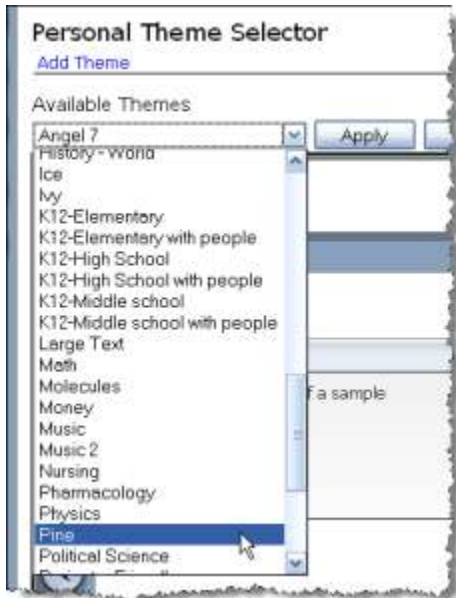 Personal Theme Selector
Add Theme
Available Themes
Angel 7
Apply
History - World
Ice
Ivy
K12-Elementary
K12-Elementary with people
K12-High School
K12-High School with people
K12-Middle school
K12-Middle school with people
Large Text
Math
Molecules
f a sample
Money
Music
Music 2
Nursing
Pharmacology
Physics
Pine
Political Science